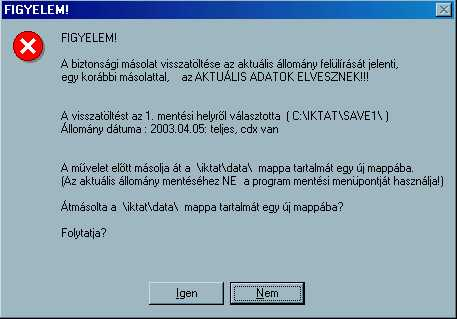 FIGYELEM!
FIGYELEM!
A biztonsági másolat visszatöltése az aktuális állomány felülírását jelenti,
egy korábbi másolattal, az AKTUÁLIS ADATOK ELVESZNEK!!!
A visszatöltést az 1. mentési helyről választotta ( C:\IKTAT\SAVE1\ )
Állomány dátuma : 2003.04.05: teljes, cdx van
A művelet előtt másolja át a \iktat\data\ mappa tartalmát egy új mappába.
(Az aktuális állomány mentéséhez NE a program mentési menüpontját használja!)
Átmásolta a \iktat\data\ mappa tartalmát egy új mappába?
Folytatja?
Igen Nem